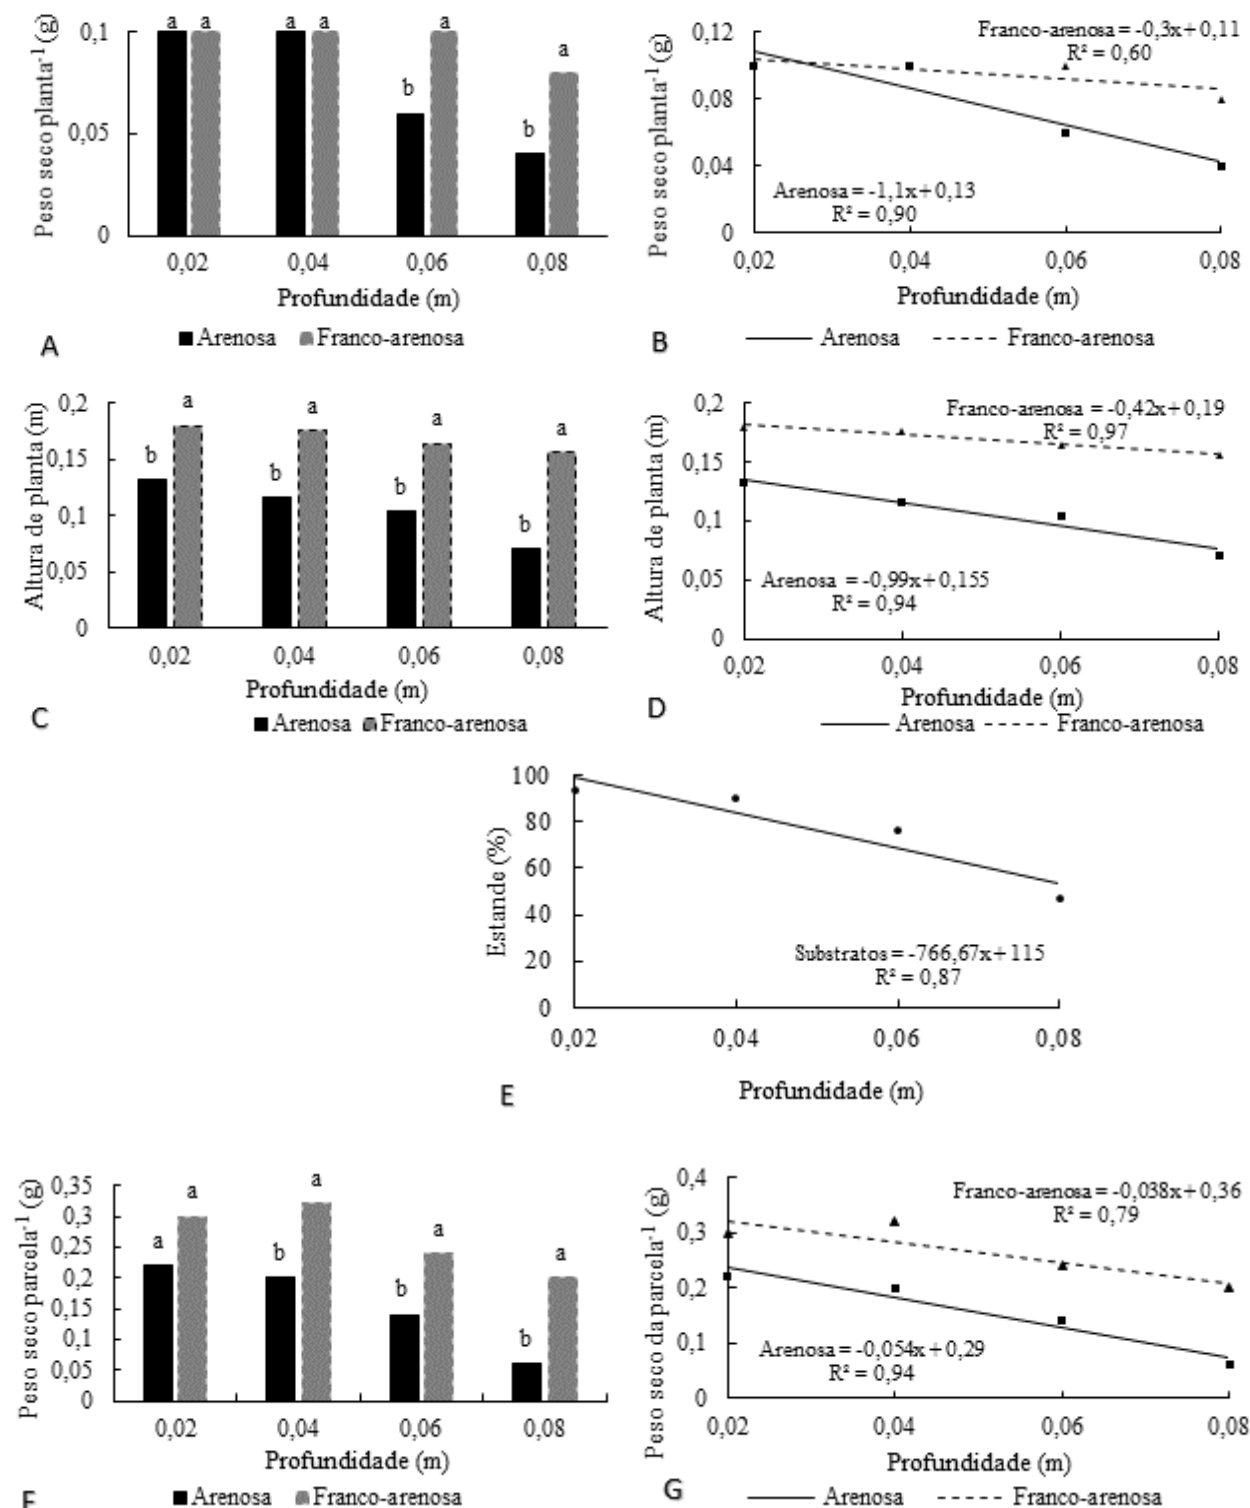 Peso seco planta⁻¹ (g)
0,1
0,05
0
a a a a b a b a
0,02 0,04 0,06 0,08
Profundidade (m)
Arenosa Franco-arenosa
A
Peso seco planta⁻¹ (g)
0,12
0,08
0,04
0
Franco-arenosa = -0,3x + 0,11
R² = 0,60
Arenosa = -1,1x + 0,13
R² = 0,90
0,02 0,04 0,06 0,08
Profundidade (m)
Arenosa Franco-arenosa
B
Altura de planta (m)
0,2
0,15
0,1
0,05
0
b a b a b a b a
0,02 0,04 0,06 0,08
Profundidade (m)
Arenosa Franco-arenosa
C
Altura de planta (m)
0,2
0,15
0,1
0,05
0
Franco-arenosa = -0,42x + 0,19
R² = 0,97
Arenosa = -0,99x + 0,155
R² = 0,94
0,02 0,04 0,06 0,08
Profundidade (m)
Arenosa Franco-arenosa
D
Estande (%)
100
80
60
40
20
0
Substratos = -766,67x + 115
R² = 0,87
0,02 0,04 0,06 0,08
Profundidade (m)
E
Peso seco parcela⁻¹ (g)
0,35
0,3
0,25
0,2
0,15
0,1
0,05
0
a a b a b a b a
0,02 0,04 0,06 0,08
Profundidade (m)
Arenosa Franco-arenosa
F
Peso seco da parcela⁻¹ (g)
0,4
0,3
0,2
0,1
0
Franco-arenosa = -0,038x + 0,36
R² = 0,79
Arenosa = -0,054x + 0,29
R² = 0,94
0,02 0,04 0,06 0,08
Profundidade (m)
Arenosa Franco-arenosa
G